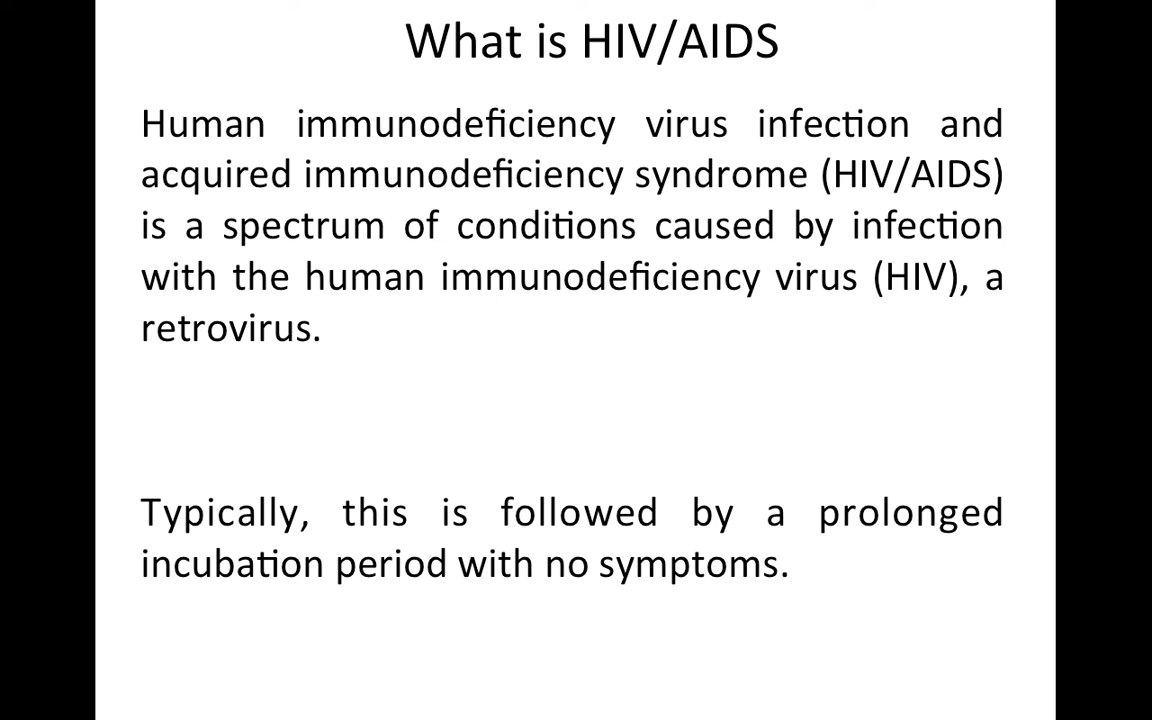 What is HIV/AIDS
Human immunodeficiency virus infection and
acquired immunodeficiency syndrome (HIV/AIDS)
is a spectrum of conditions caused by infection
with the human immunodeficiency virus (HIV), a
retrovirus.
Typically, this is followed by a prolonged
incubation period with no symptoms.